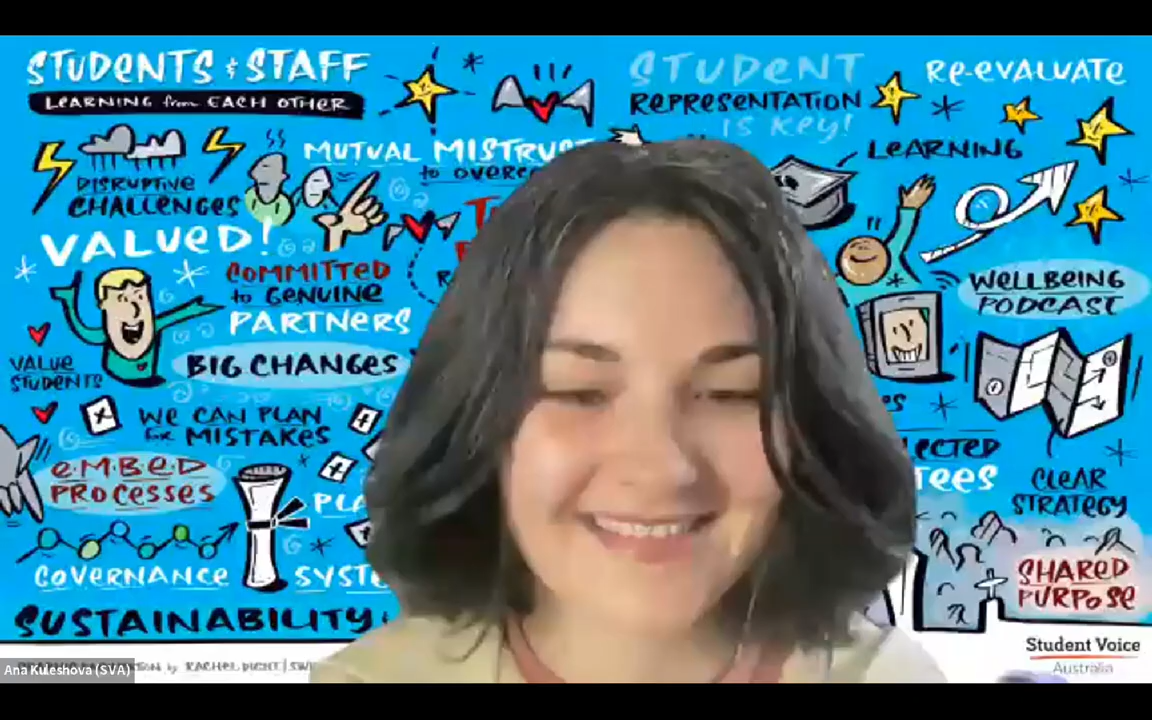 STUDENTS & STAFF
LEARNING from EACH OTHER
STUDENT
REPRESENTATION
IS KEY!
RE-EVALUATE
LEARNING
MUTUAL MISTRUST
to
DISRUPTIVE
CHALLENGES
VALUED!
COMMITTED
to GENUINE
PARTNERS
WELLBEING
PODCAST
VALUE
STUDENTS
BIG CHANGES
WE CAN PLAN
for MISTAKES
EMBED
PROCESSES
CLEAR
STRATEGY
GOVERNANCE
SHARED
PURPOSE
SUSTAINABILITY
by RACHEL
Student Voice
Australia
Ana Kuleshova (SVA)